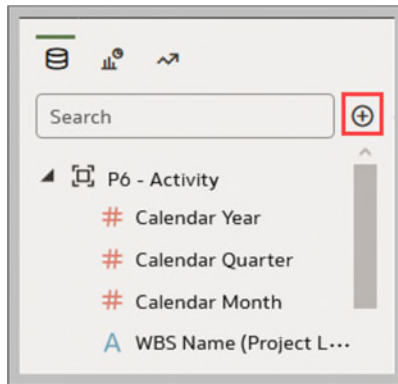 Search
P6 - Activity
# Calendar Year
# Calendar Quarter
# Calendar Month
A WBS Name (Project L...